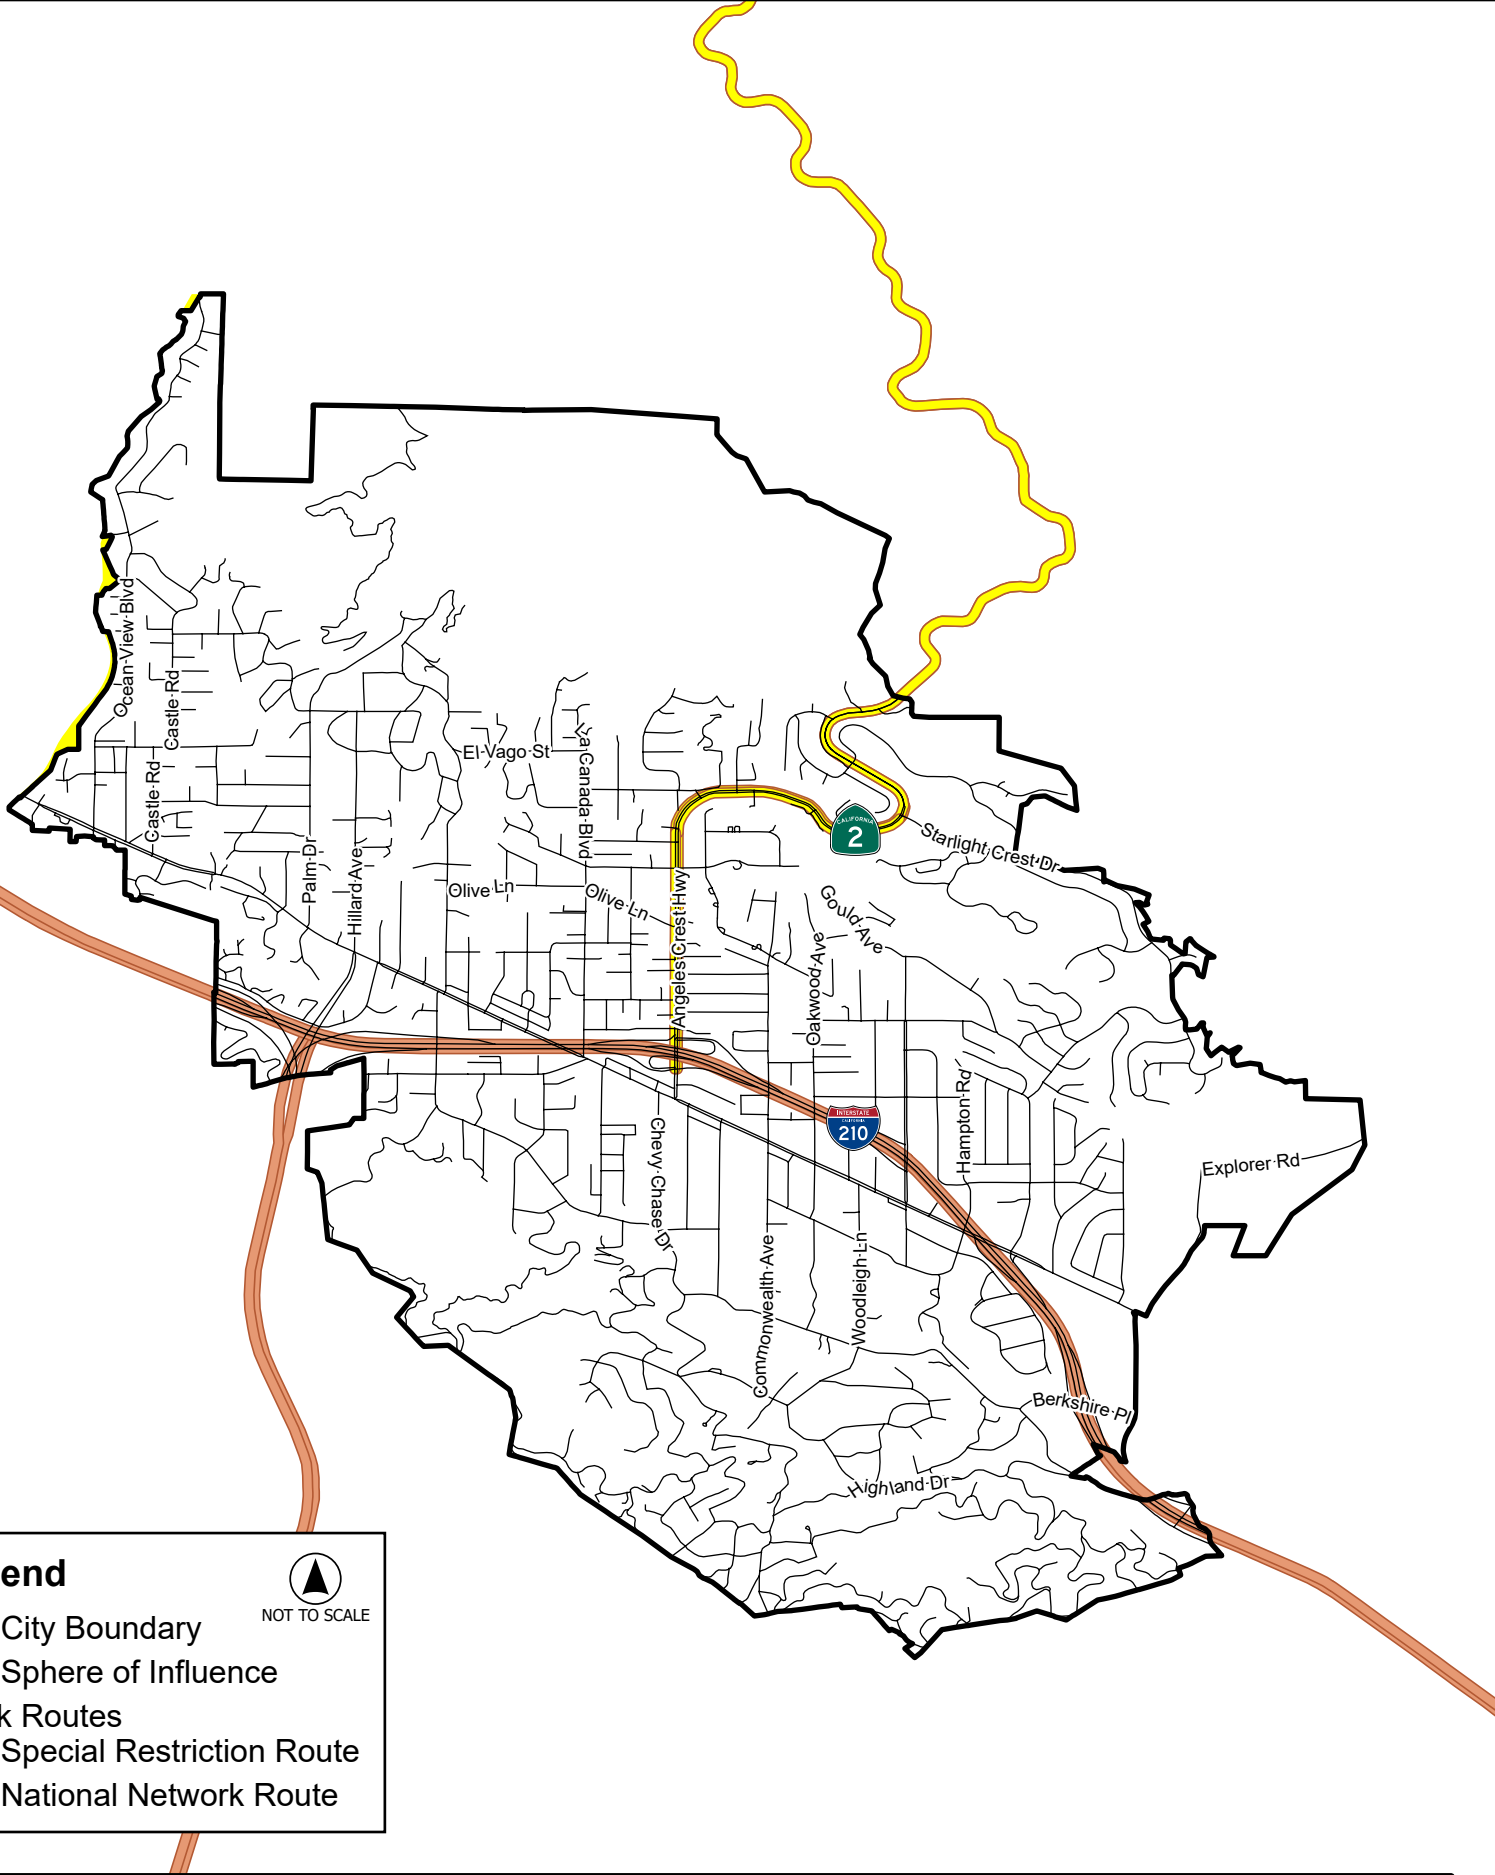 Ocean View Blvd
Castle Rd
Castle Rd
El Vago St
La Canada Blvd
CALIFORNIA
2
Starlight Crest Dr
Palm Dr
Hillard Ave
Olive Ln
Olive Ln
Angeles Crest Hwy
Gould Ave
Oakwood Ave
Hampton Rd
INTERSTATE
CALIFORNIA
210
Chevy Chase Dr
Explorer Rd
Commonwealth Ave
Woodleigh Ln
Berkshire Pl
Highland Dr
end
NOT TO SCALE
City Boundary
Sphere of Influence
k Routes
Special Restriction Route
National Network Route